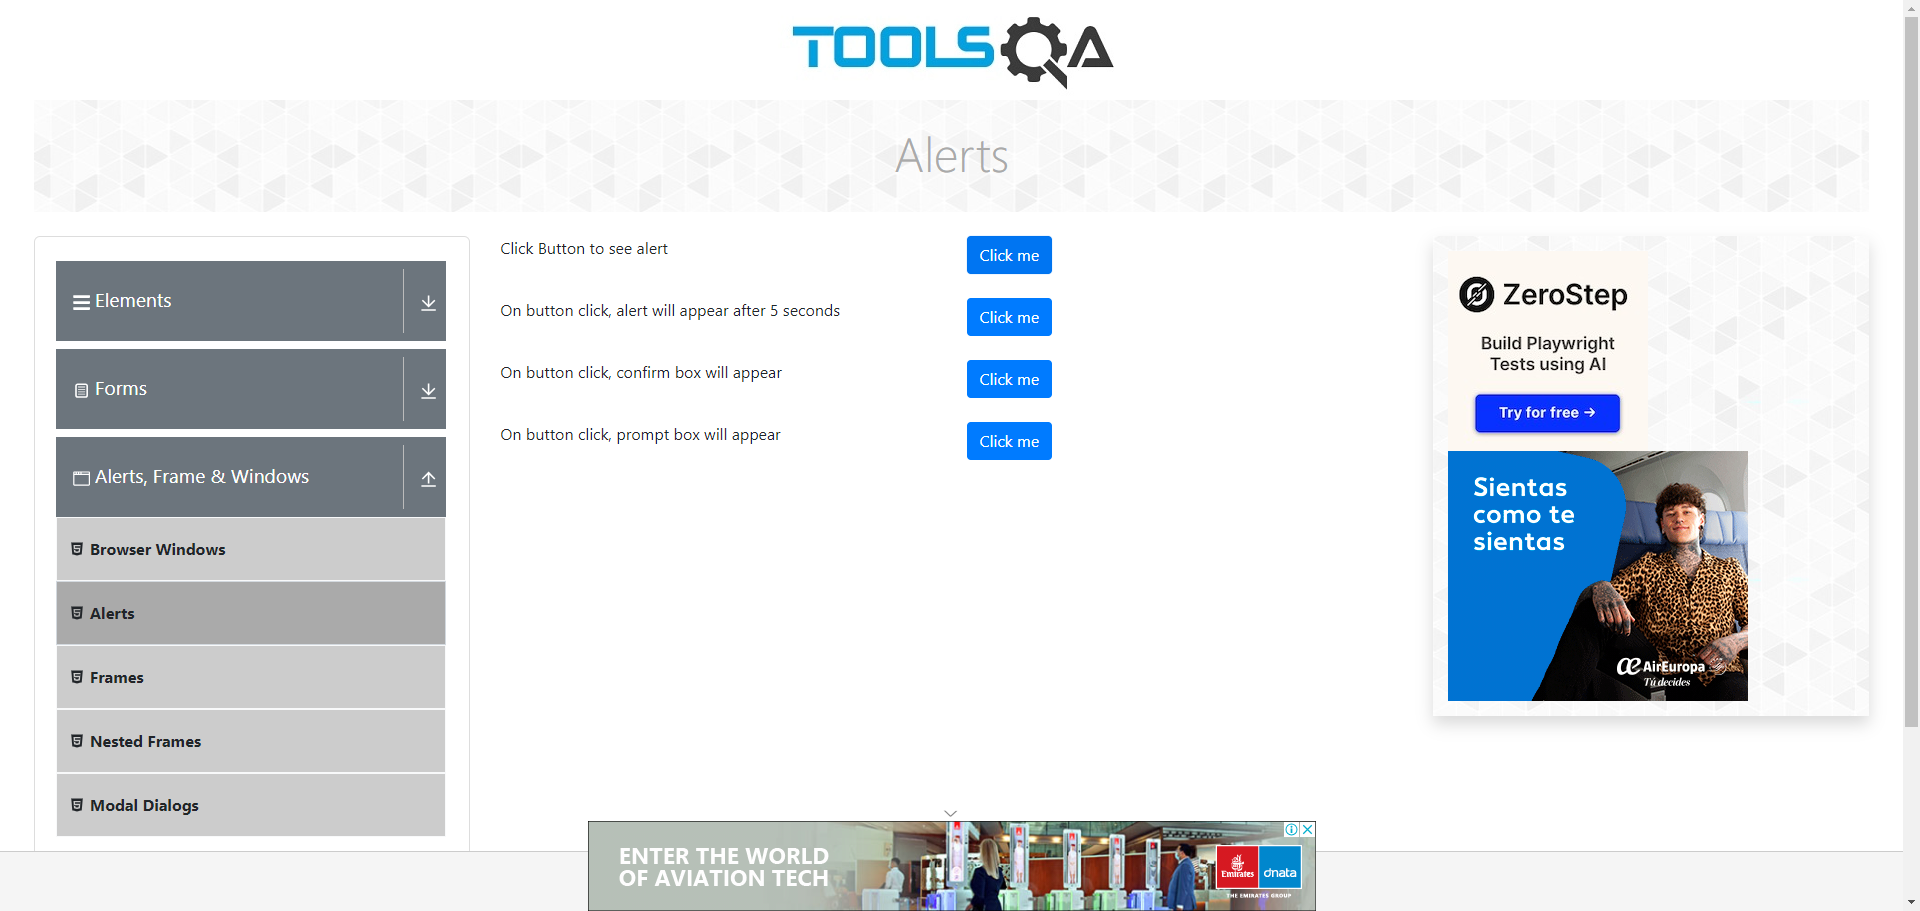 TOOLSQA
Alerts
Elements
Forms
Alerts, Frame & Windows
Browser Windows
Alerts
Frames
Nested Frames
Modal Dialogs
Click Button to see alert
Click me
On button click, alert will appear after 5 seconds
Click me
On button click, confirm box will appear
Click me
On button click, prompt box will appear
Click me
ZeroStep
Build Playwright
Tests using AI
Try for free →
Sientas
como te
sientas
AirEuropa
Tú decides
ENTER THE WORLD
OF AVIATION TECH
Emirates
dnata
THE EMIRATES GROUP